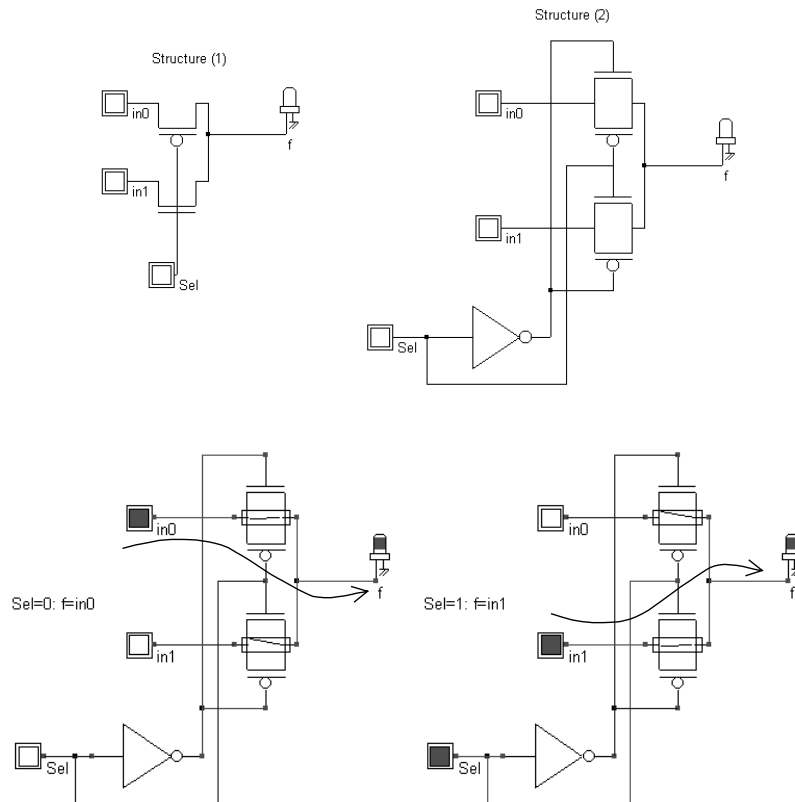 Structure (1)
in0
f
in1
Sel
Structure (2)
in0
f
in1
Sel
in0
f
Sel=0: f=in0
in1
Sel
in0
f
Sel=1: f=in1
in1
Sel